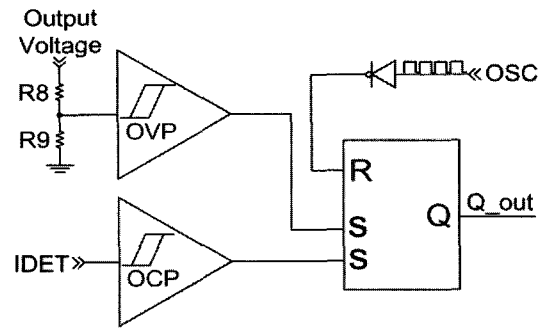 Output
Voltage
R8
R9
OVP
OSC
R
S
S
Q
Q_out
IDET
OCP